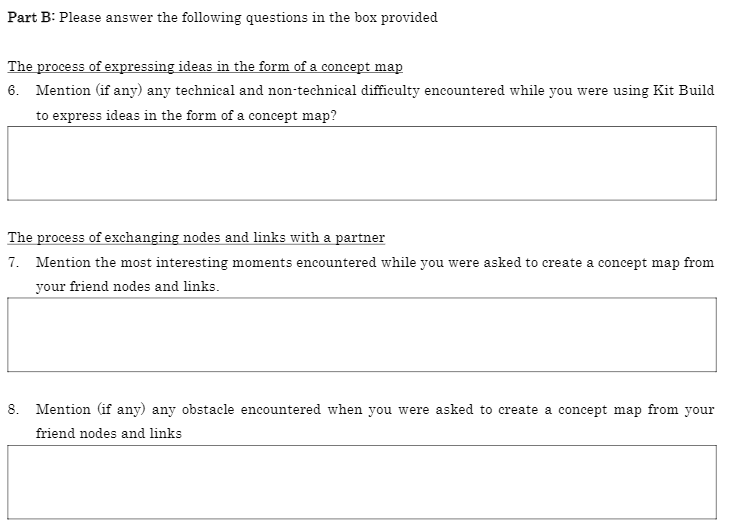 Part B: Please answer the following questions in the box provided
The process of expressing ideas in the form of a concept map
6. Mention (if any) any technical and non-technical difficulty encountered while you were using Kit Build
to express ideas in the form of a concept map?
The process of exchanging nodes and links with a partner
7. Mention the most interesting moments encountered while you were asked to create a concept map from
your friend nodes and links.
8. Mention (if any) any obstacle encountered when you were asked to create a concept map from your
friend nodes and links